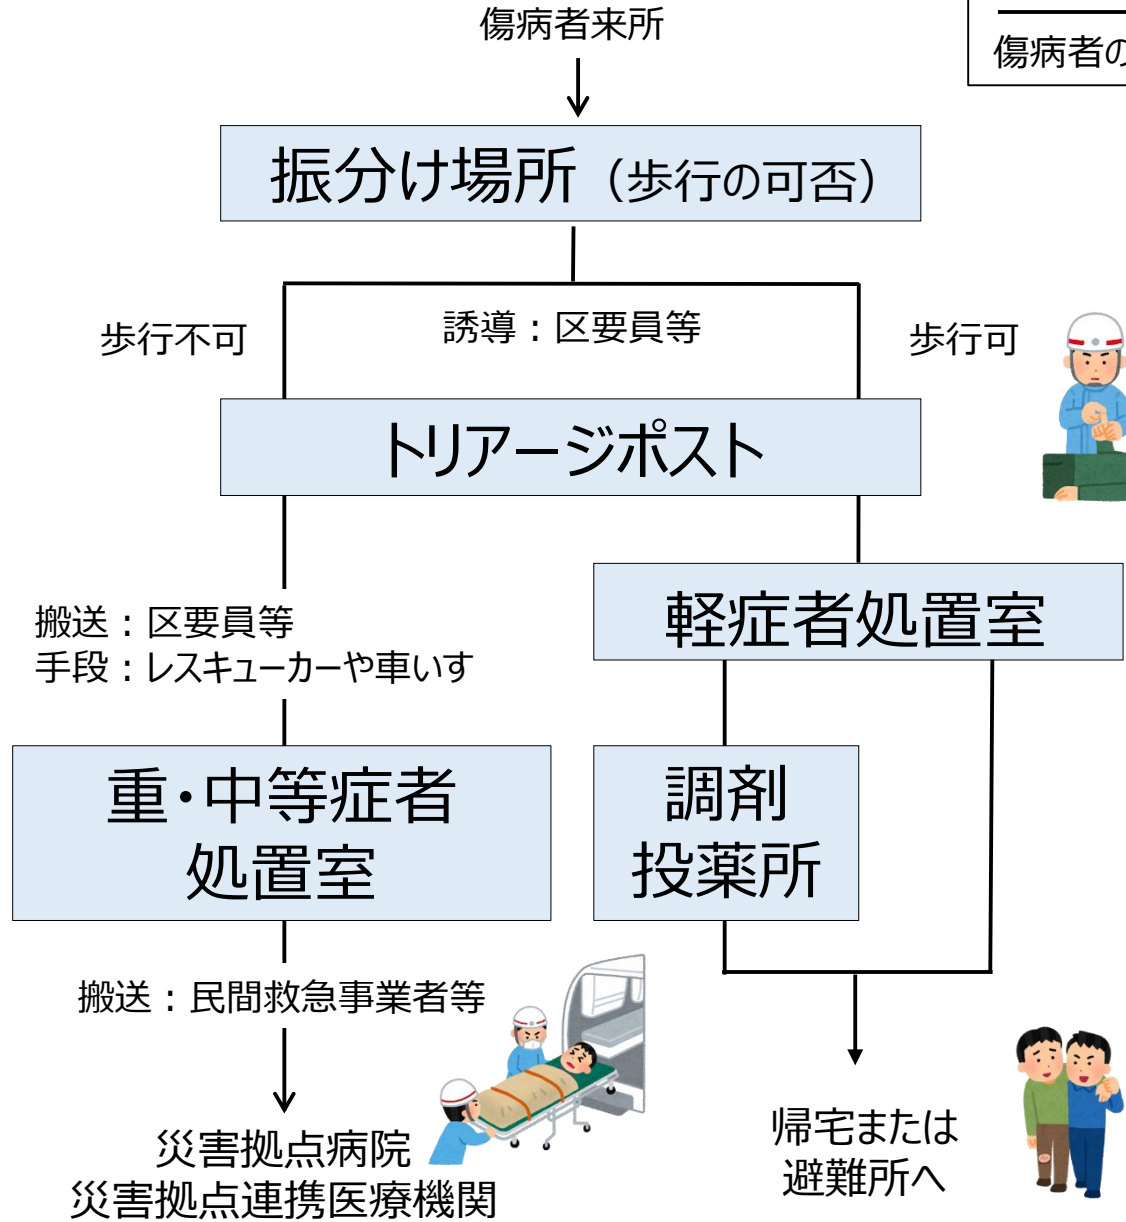 傷病者来所
傷病者の
振分け場所（歩行の可否）
歩行不可
誘導：区要員等
歩行可
トリアージポスト
搬送：区要員等
手段：レスキューカーや車いす
軽症者処置室
重・中等症者
処置室
調剤
投薬所
搬送：民間救急事業者等
災害拠点病院
災害拠点連携医療機関
帰宅または
避難所へ